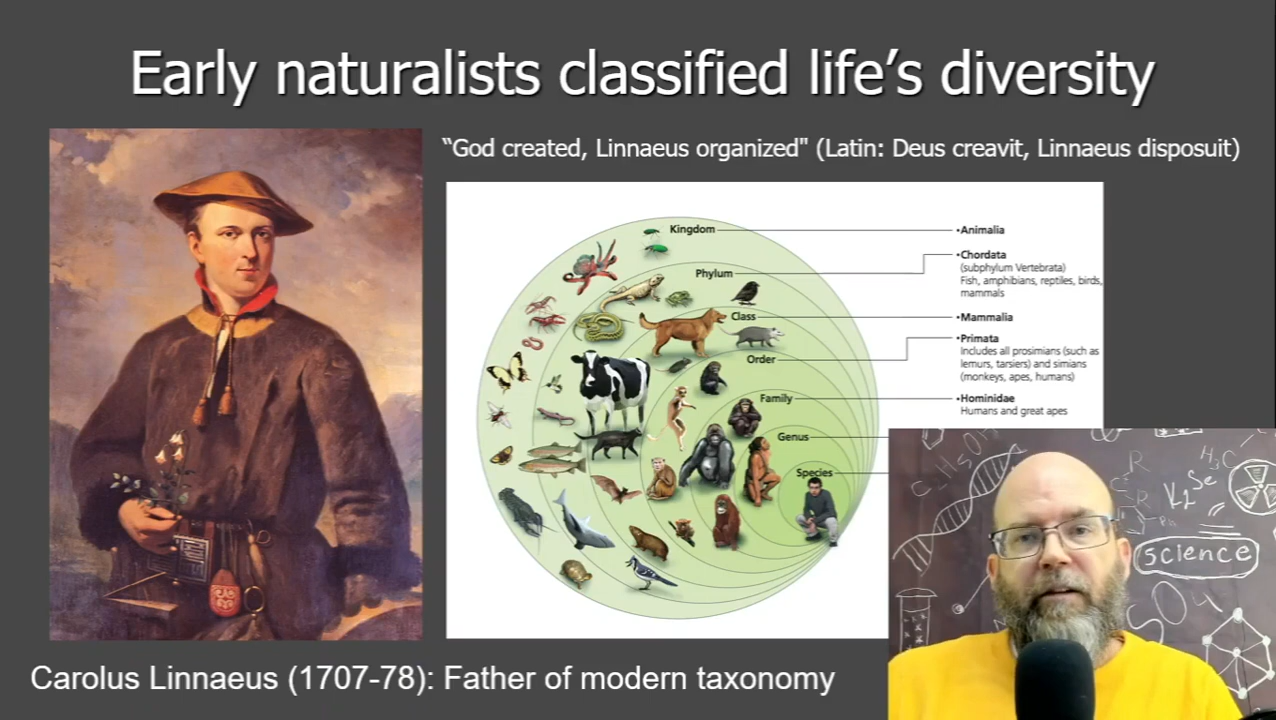 Early naturalists classified life’s diversity
“God created, Linnaeus organized" (Latin: Deus creavit, Linnaeus disposuit)
Kingdom
•Animalia
Phylum
•Chordata
(subphylum Vertebrata)
Fish, amphibians, reptiles, birds,
mammals
Class
•Mammalia
Order
•Primata
Includes all prosimians (such as
lemurs, tarsiers) and simians
(monkeys, apes, humans)
Family
•Hominidae
Humans and great apes
Genus
Species
Carolus Linnaeus (1707-78): Father of modern taxonomy
H₃C
R
Se
K
science
SO₄